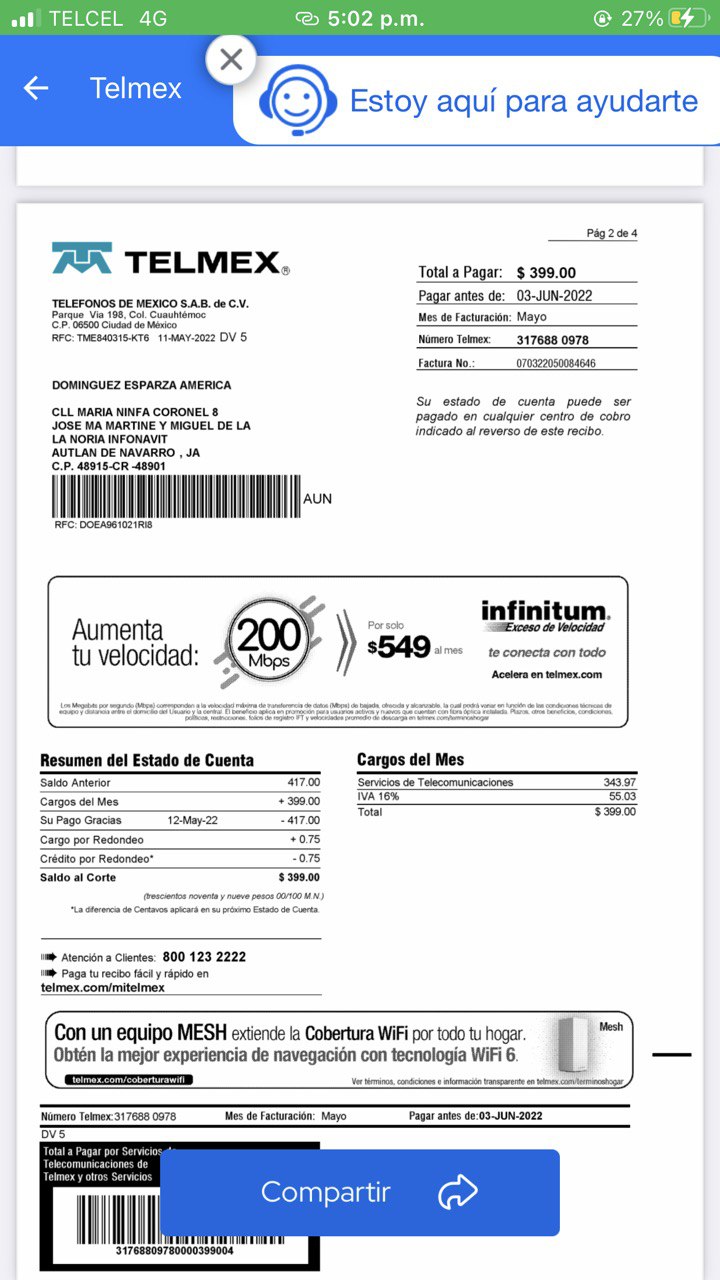 TELCEL 4G 5:02 p.m. 27%
Telmex
Estoy aquí para ayudarte
Pág 2 de 4
TELMEX®
TELEFONOS DE MEXICO S.A.B. de C.V.
Parque Via 198, Col. Cuauhtémoc
C.P. 06500 Ciudad de México
RFC: TME840315-KT6 11-MAY-2022 DV 5
Total a Pagar: $ 399.00
Pagar antes de: 03-JUN-2022
Mes de Facturación: Mayo
Número Telmex: 317688 0978
Factura No.: 070322050084646
Su estado de cuenta puede ser
pagado en cualquier centro de cobro
indicado al reverso de este recibo.
DOMINGUEZ ESPARZA AMERICA
CLL MARIA NINFA CORONEL 8
JOSE MA MARTINE Y MIGUEL DE LA
LA NORIA INFONAVIT
AUTLAN DE NAVARRO , JA
C.P. 48915-CR -48901
AUN
RFC: DOEA961021RI8
Aumenta
tu velocidad:
200
Mbps
Por solo
$549 al mes
infinitum®
Exceso de Velocidad
te conecta con todo
Acelera en telmex.com
Los Megabits por segundo (Mbps) corresponden a la velocidad máxima de transferencia de datos (Mbps) de bajada, ofrecida y alcanzable, la cual podrá variar en función de las condiciones técnicas de
equipo y distancia entre el domicilio del Usuario y la central. El beneficio aplica en promoción para usuarios activos y nuevos que cuentan con fibra óptica instalada. Plazos, otros beneficios, condiciones,
políticas, restricciones, folios de registro IFT y velocidades promedio de descarga en telmex.com/terminoshogar
Resumen del Estado de Cuenta
Saldo Anterior 417.00
Cargos del Mes + 399.00
Su Pago Gracias 12-May-22 - 417.00
Cargo por Redondeo + 0.75
Crédito por Redondeo* - 0.75
Saldo al Corte $ 399.00
(trescientos noventa y nueve pesos 00/100 M.N.)
*La diferencia de Centavos aplicará en su próximo Estado de Cuenta.
Cargos del Mes
Servicios de Telecomunicaciones 343.97
IVA 16% 55.03
Total $ 399.00
Atención a Clientes: 800 123 2222
Paga tu recibo fácil y rápido en
telmex.com/mitelmex
Con un equipo MESH extiende la Cobertura WiFi por todo tu hogar.
Obtén la mejor experiencia de navegación con tecnología WiFi 6.
telmex.com/coberturawifi
Mesh
Ver términos, condiciones e información transparente en telmex.com/terminoshogar
Número Telmex: 317688 0978 Mes de Facturación: Mayo Pagar antes de: 03-JUN-2022
DV 5
Total a Pagar por Servicios
Telecomunicaciones de
Telmex y otros Servicios
Compartir
31768809780000399004